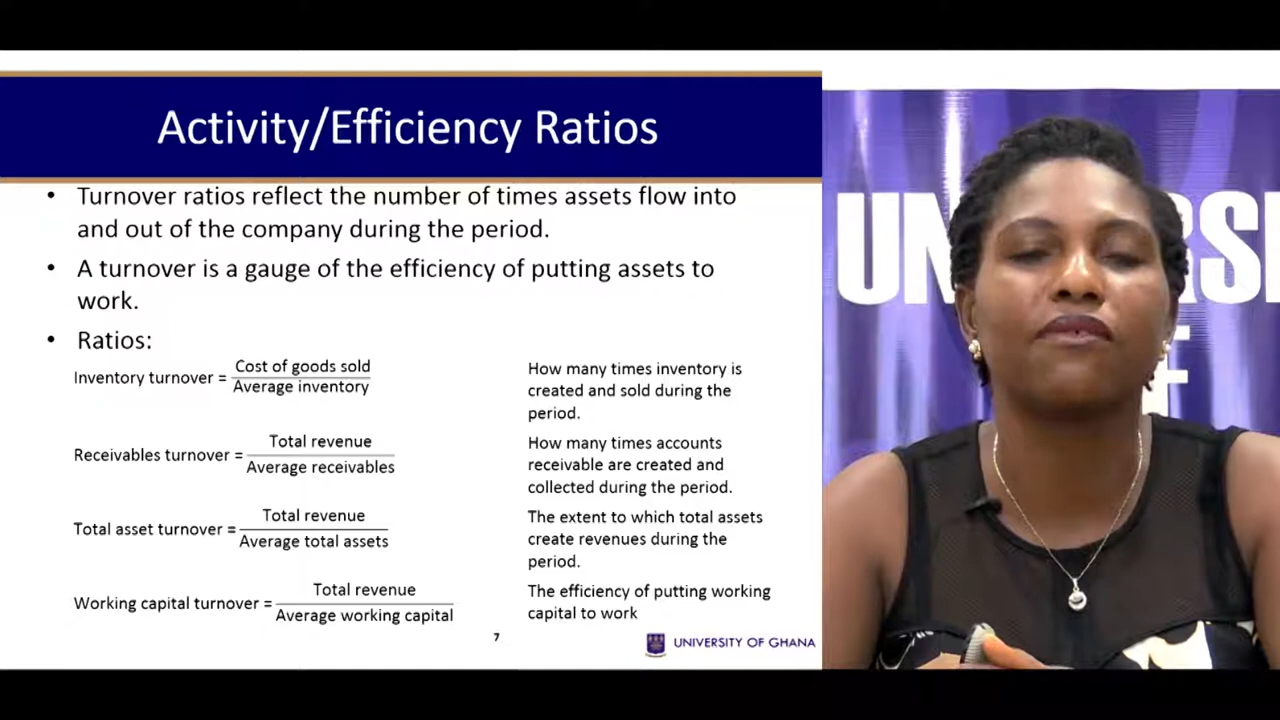 Activity/Efficiency Ratios
• Turnover ratios reflect the number of times assets flow into
and out of the company during the period.
• A turnover is a gauge of the efficiency of putting assets to
work.
• Ratios:
Inventory turnover = Cost of goods sold
Average inventory
How many times inventory is
created and sold during the
period.
Receivables turnover = Total revenue
Average receivables
How many times accounts
receivable are created and
collected during the period.
Total asset turnover = Total revenue
Average total assets
The extent to which total assets
create revenues during the
period.
Working capital turnover = Total revenue
Average working capital
The efficiency of putting working
capital to work
7
UNIVERSITY OF GHANA